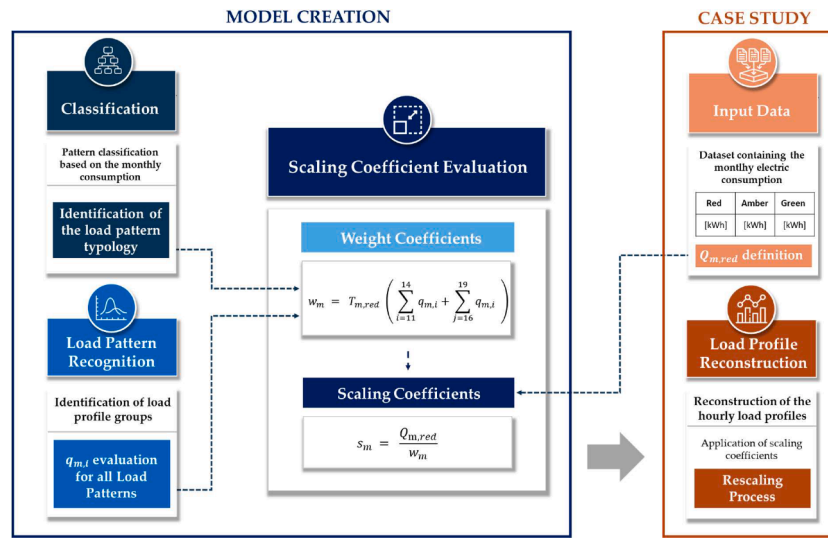 MODEL CREATION
Classification
Pattern classification
based on the monthly
consumption
Identification of
the load pattern
typology
Load Pattern
Recognition
Identification of load
profile groups
q_{m,i} evaluation
for all Load
Patterns
Scaling Coefficient Evaluation
Weight Coefficients
w_m = T_{m,red} ( \sum_{i=11}^{14} q_{m,i} + \sum_{j=16}^{19} q_{m,i} )
Scaling Coefficients
s_m = \frac{Q_{m,red}}{w_m}
CASE STUDY
Input Data
Dataset containing the
montlhy electric
consumption
Red Amber Green
[kWh] [kWh] [kWh]
Q_{m,red} definition
Load Profile
Reconstruction
Reconstruction of the
hourly load profiles
Application of scaling
coefficients
Rescaling
Process